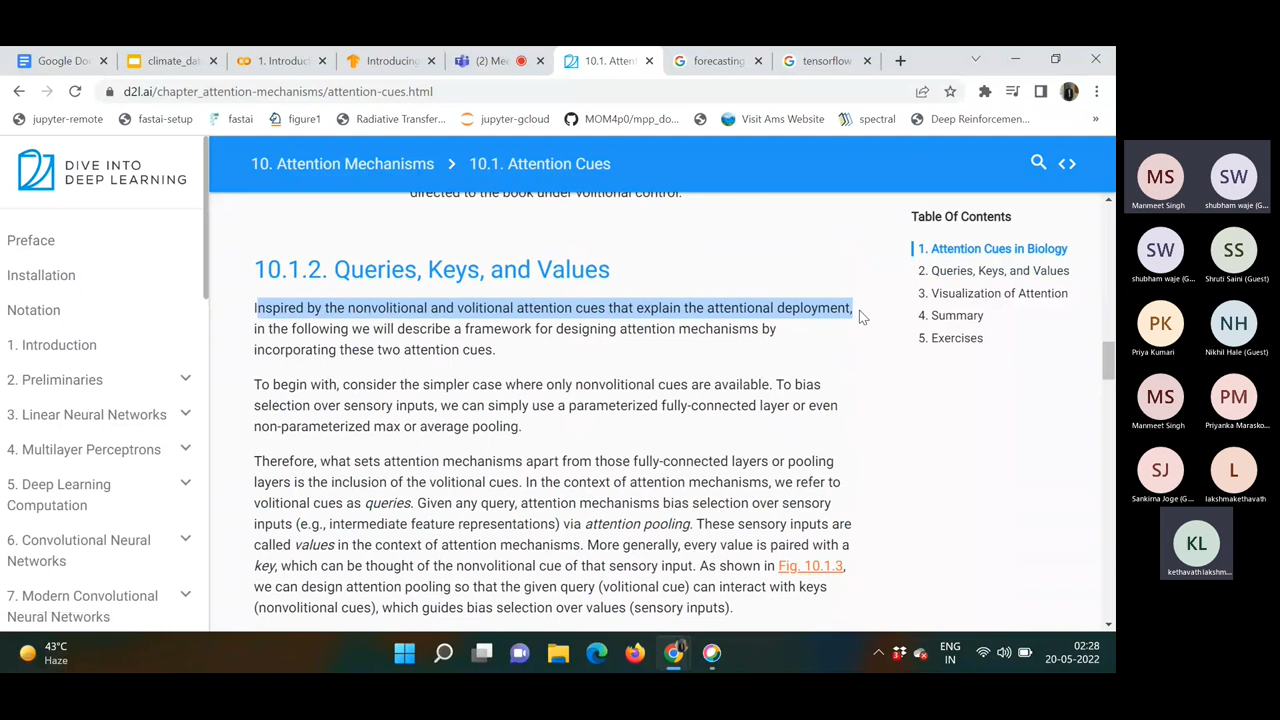 Google Do
climate_dat
1. Introduct
Introducing
(2) Mee
10.1. Atten
forecasting
tensorflow
d2l.ai/chapter_attention-mechanisms/attention-cues.html
jupyter-remote
fastai-setup
fastai
figure1
Radiative Transfer...
jupyter-gcloud
MOM4p0/mpp_do...
Visit Ams Website
spectral
Deep Reinforcemen...
»
DIVE INTO
DEEP LEARNING
10. Attention Mechanisms > 10.1. Attention Cues
Preface
Installation
Notation
1. Introduction
2. Preliminaries
3. Linear Neural Networks
4. Multilayer Perceptrons
5. Deep Learning
Computation
6. Convolutional Neural
Networks
7. Modern Convolutional
Neural Networks
directed to the book under volitional control.
10.1.2. Queries, Keys, and Values
Inspired by the nonvolitional and volitional attention cues that explain the attentional deployment,
in the following we will describe a framework for designing attention mechanisms by
incorporating these two attention cues.
To begin with, consider the simpler case where only nonvolitional cues are available. To bias
selection over sensory inputs, we can simply use a parameterized fully-connected layer or even
non-parameterized max or average pooling.
Therefore, what sets attention mechanisms apart from those fully-connected layers or pooling
layers is the inclusion of the volitional cues. In the context of attention mechanisms, we refer to
volitional cues as queries. Given any query, attention mechanisms bias selection over sensory
inputs (e.g., intermediate feature representations) via attention pooling. These sensory inputs are
called values in the context of attention mechanisms. More generally, every value is paired with a
key, which can be thought of the nonvolitional cue of that sensory input. As shown in Fig. 10.1.3,
we can design attention pooling so that the given query (volitional cue) can interact with keys
(nonvolitional cues), which guides bias selection over values (sensory inputs).
Table Of Contents
1. Attention Cues in Biology
2. Queries, Keys, and Values
3. Visualization of Attention
4. Summary
5. Exercises
MS
Manmeet Singh
SW
shubham waje (G...
SW
shubham waje (G...
SS
Shruti Saini (Guest)
PK
Priya Kumari
NH
Nikhil Hale (Guest)
MS
Manmeet Singh
PM
Priyanka Marasko...
SJ
Sankirna Joge (G...
L
lakshmakethavath
KL
kethavath lakshm...
43°C
Haze
ENG
IN
02:28
20-05-2022